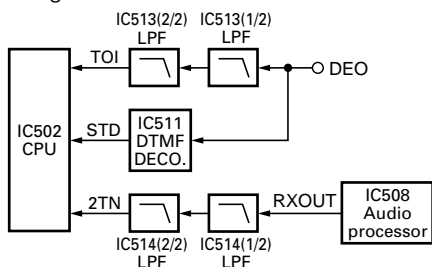 IC513(2/2)
LPF
IC513(1/2)
LPF
TOI
DEO
IC502
CPU
STD
IC511
DTMF
DECO.
2TN
RXOUT
IC508
Audio
processor
IC514(2/2)
LPF
IC514(1/2)
LPF